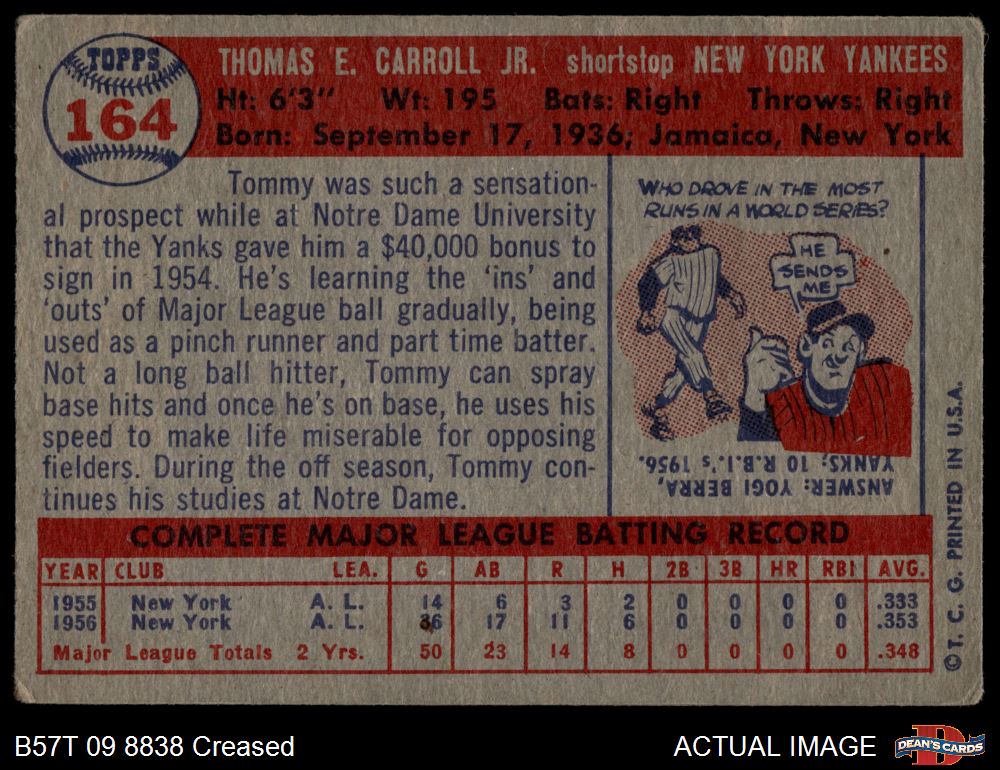 TOPPS
164
THOMAS E. CARROLL JR. shortstop NEW YORK YANKEES
Ht: 6'3" Wt: 195 Bats: Right Throws: Right
Born: September 17, 1936; Jamaica, New York
Tommy was such a sensation-
al prospect while at Notre Dame University
that the Yanks gave him a $40,000 bonus to
sign in 1954. He's learning the 'ins' and
'outs' of Major League ball gradually, being
used as a pinch runner and part time batter.
Not a long ball hitter, Tommy can spray
base hits and once he's on base, he uses his
speed to make life miserable for opposing
fielders. During the off season, Tommy con-
tinues his studies at Notre Dame.
WHO DROVE IN THE MOST
RUNS IN A WORLD SERIES?
HE
SENDS
ME
ANSWER: YOGI BERRA,
YANKS; 10 R.B.I.'s, 1956.
COMPLETE MAJOR LEAGUE BATTING RECORD
YEAR CLUB LEA. G AB R H 2B 3B HR RBI AVG.
1955 New York A. L. 14 6 3 2 0 0 0 0 .333
1956 New York A. L. 36 17 11 6 0 0 0 0 .353
Major League Totals 2 Yrs. 50 23 14 8 0 0 0 0 .348
© T. C. G. PRINTED IN U.S.A.
B57T 09 8838 Creased
ACTUAL IMAGE
DEAN'S CARDS